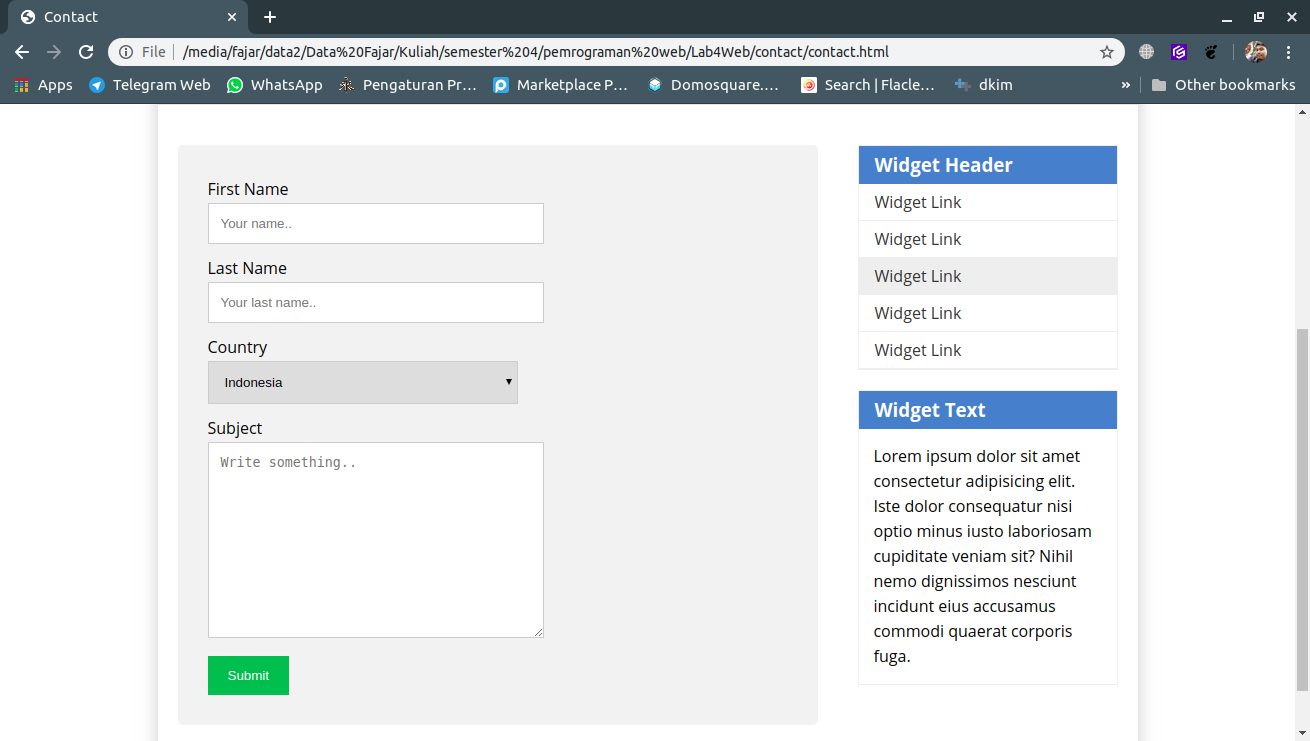 Contact
File
/media/fajar/data2/Data%20Fajar/Kuliah/semester%204/pemrograman%20web/Lab4Web/contact/contact.html
Apps
Telegram Web
WhatsApp
Pengaturan Pr...
Marketplace P...
Domosquare....
Search | Flacle...
dkim
»
Other bookmarks
First Name
Your name..
Last Name
Your last name..
Country
Indonesia
Subject
Write something..
Submit
Widget Header
Widget Link
Widget Link
Widget Link
Widget Link
Widget Link
Widget Text
Lorem ipsum dolor sit amet
consectetur adipisicing elit.
Iste dolor consequatur nisi
optio minus iusto laboriosam
cupiditate veniam sit? Nihil
nemo dignissimos nesciunt
incidunt eius accusamus
commodi quaerat corporis
fuga.